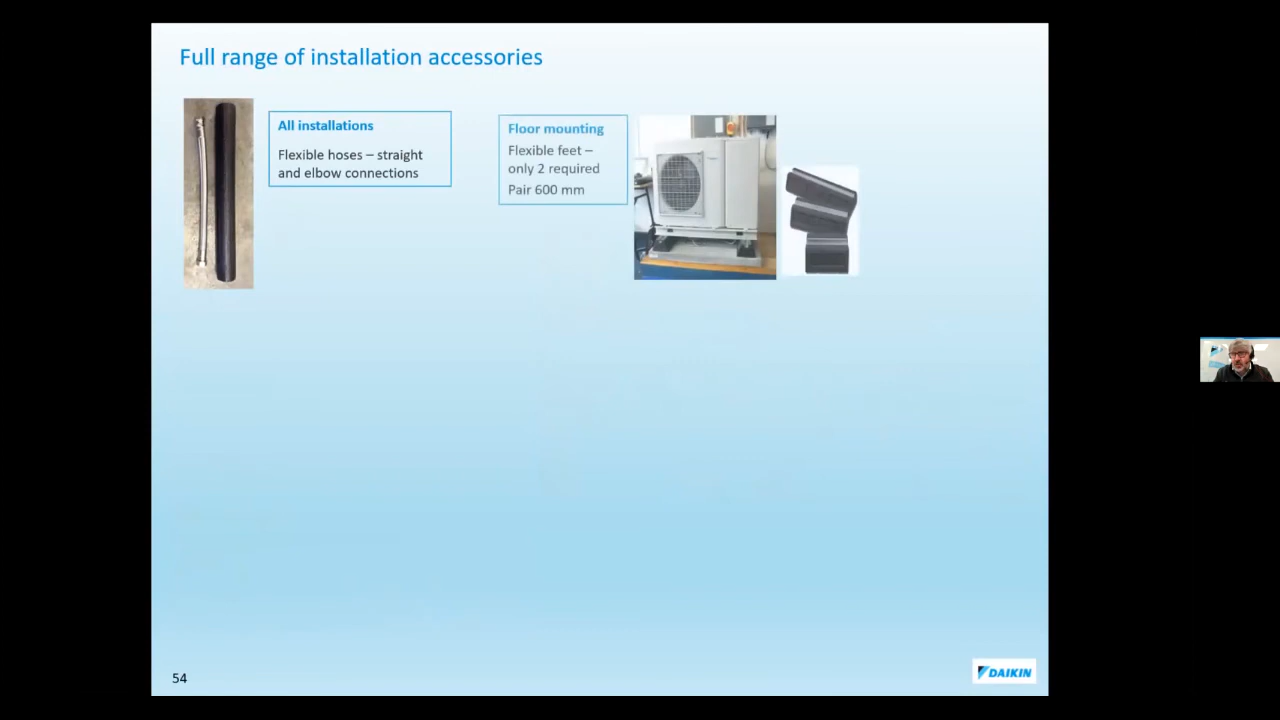 Full range of installation accessories
All installations
Flexible hoses – straight
and elbow connections
Floor mounting
Flexible feet –
only 2 required
Pair 600 mm
54
DAIKIN